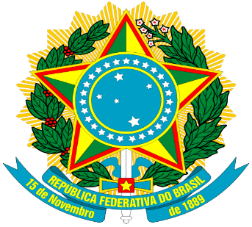 REPÚBLICA FEDERATIVA DO BRASIL
15 de Novembro
de 1889